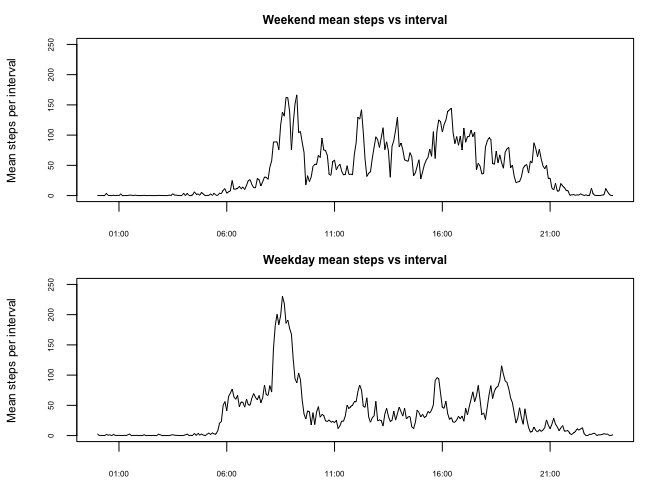 Weekend mean steps vs interval
Mean steps per interval
250
200
150
100
50
0
01:00 06:00 11:00 16:00 21:00
Weekday mean steps vs interval
Mean steps per interval
250
200
150
100
50
0
01:00 06:00 11:00 16:00 21:00